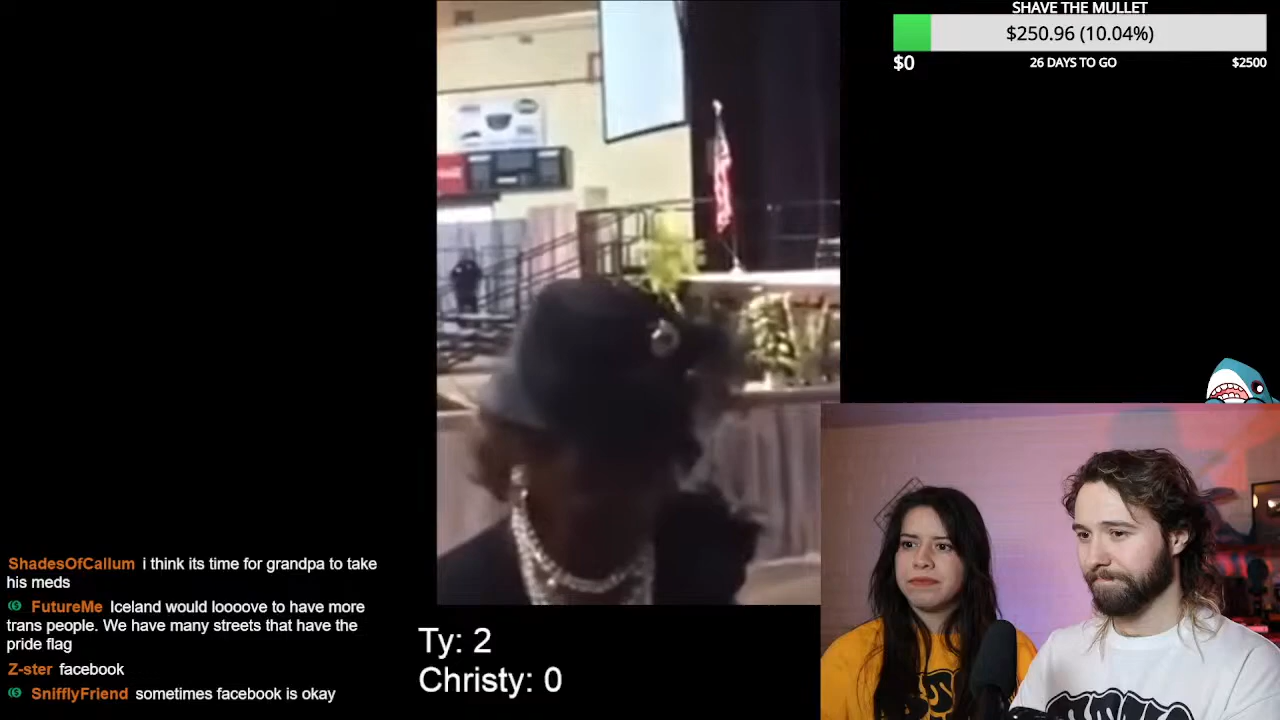 SHAVE THE MULLET
$250.96 (10.04%)
$0
26 DAYS TO GO
$2500
ShadesOfCallum i think its time for grandpa to take
his meds
FutureMe Iceland would loooove to have more
trans people. We have many streets that have the
pride flag
Z-ster facebook
SnifflyFriend sometimes facebook is okay
Ty: 2
Christy: 0